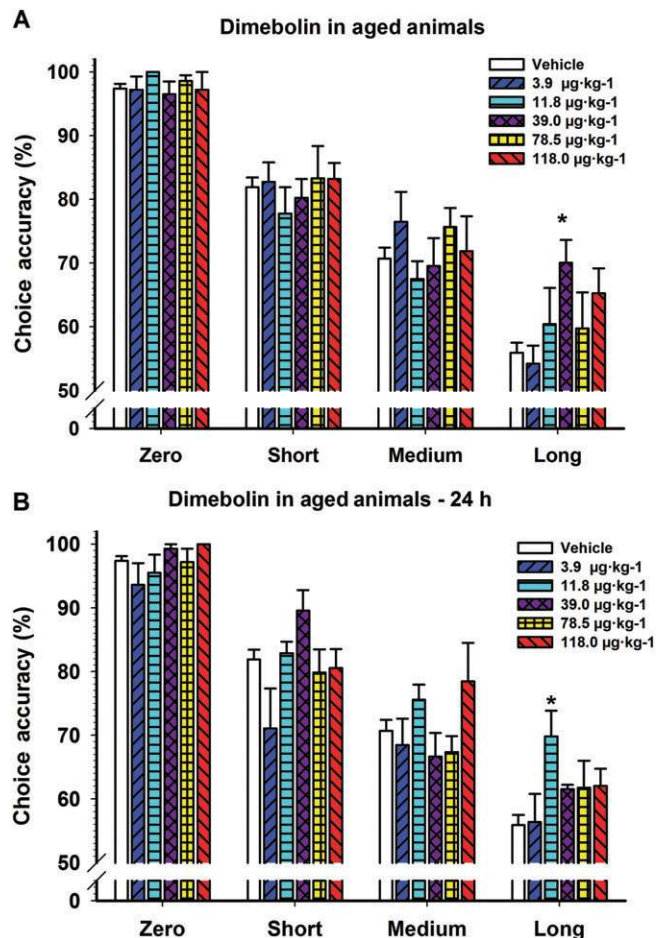 A
Dimebolin in aged animals
Choice accuracy (%)
100
90
80
70
60
50
0
Vehicle
3.9 µg·kg-1
11.8 µg·kg-1
39.0 µg·kg-1
78.5 µg·kg-1
118.0 µg·kg-1
*
Zero Short Medium Long
B
Dimebolin in aged animals - 24 h
Choice accuracy (%)
100
90
80
70
60
50
0
Vehicle
3.9 µg·kg-1
11.8 µg·kg-1
39.0 µg·kg-1
78.5 µg·kg-1
118.0 µg·kg-1
*
Zero Short Medium Long